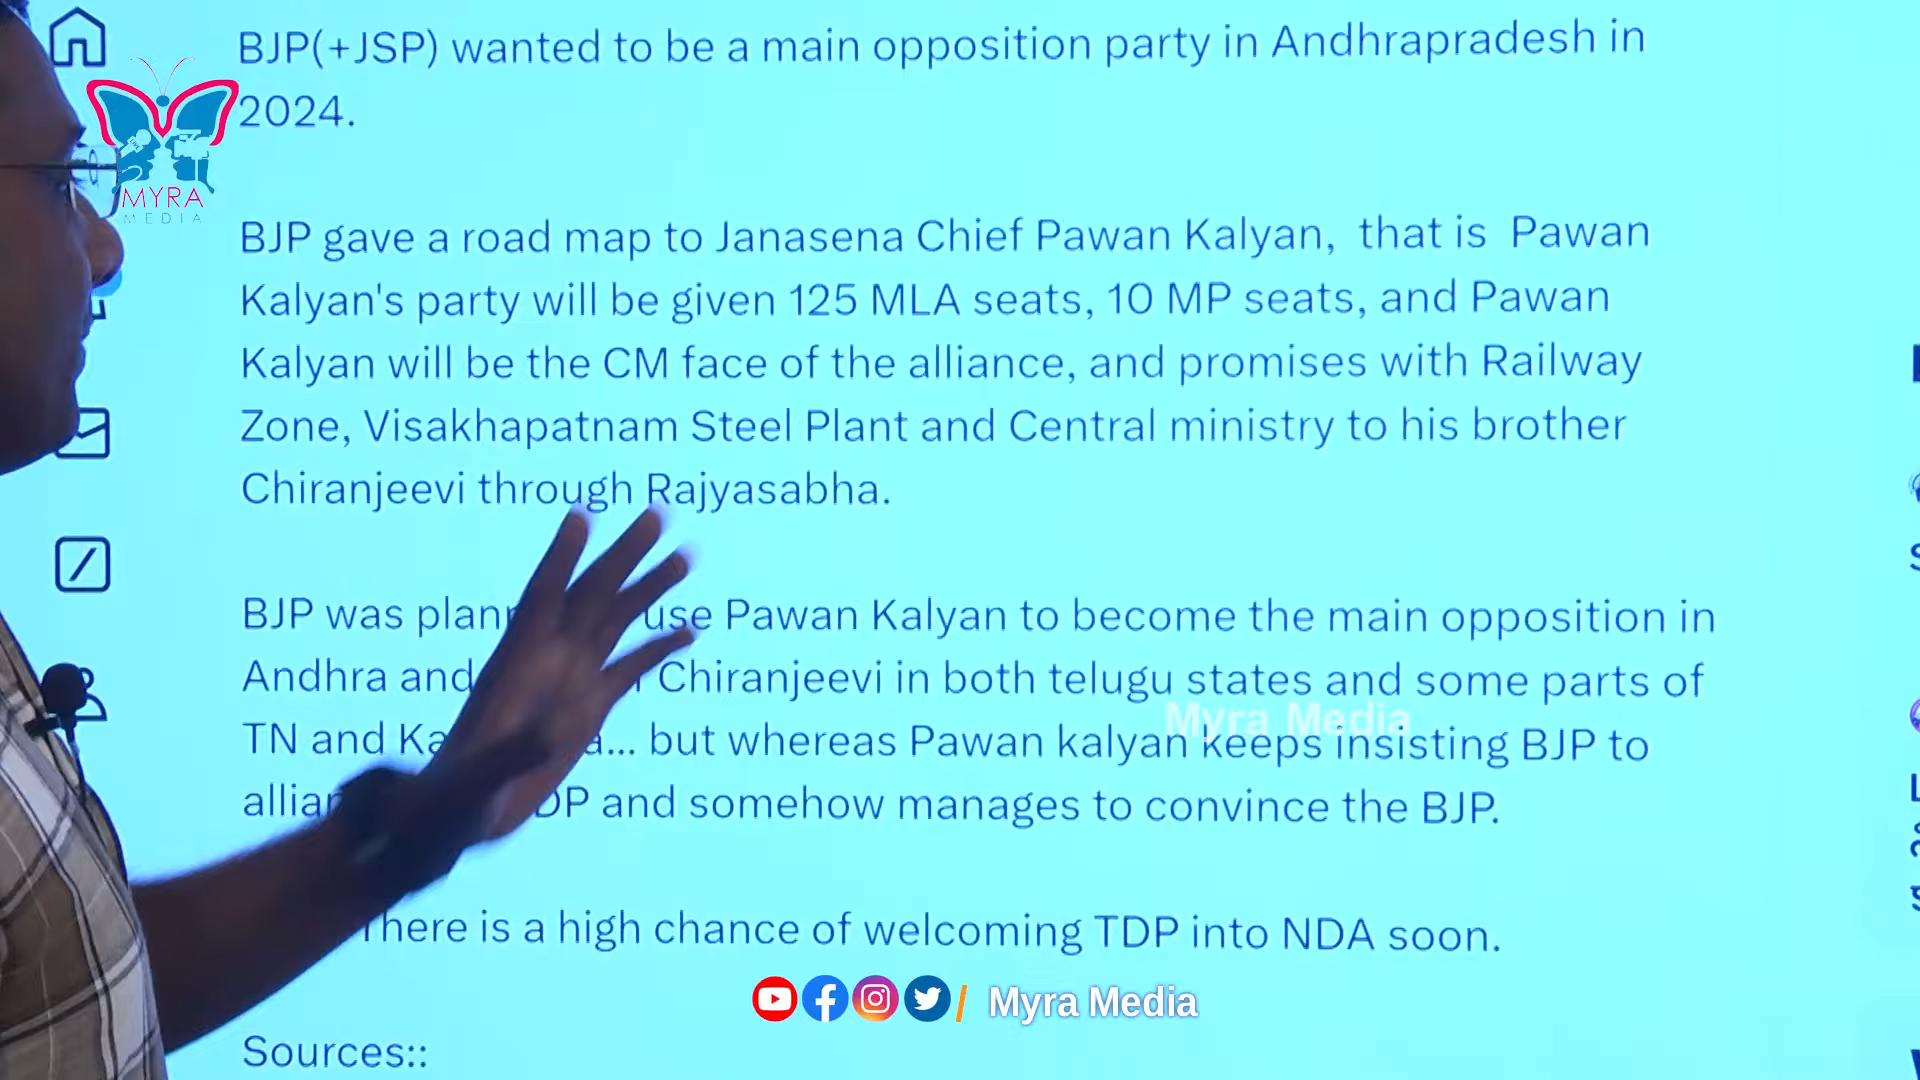 BJP(+JSP) wanted to be a main opposition party in Andhrapradesh in
2024.
MYRA
MEDIA
BJP gave a road map to Janasena Chief Pawan Kalyan, that is Pawan
Kalyan's party will be given 125 MLA seats, 10 MP seats, and Pawan
Kalyan will be the CM face of the alliance, and promises with Railway
Zone, Visakhapatnam Steel Plant and Central ministry to his brother
Chiranjeevi through Rajyasabha.
BJP was use Pawan Kalyan to become the main opposition in
Andhra and Chiranjeevi in both telugu states and some parts of
TN and but whereas Pawan kalyan keeps insisting BJP to
Myra Media
and somehow manages to convince the BJP.
There is a high chance of welcoming TDP into NDA soon.
/ Myra Media
Sources::